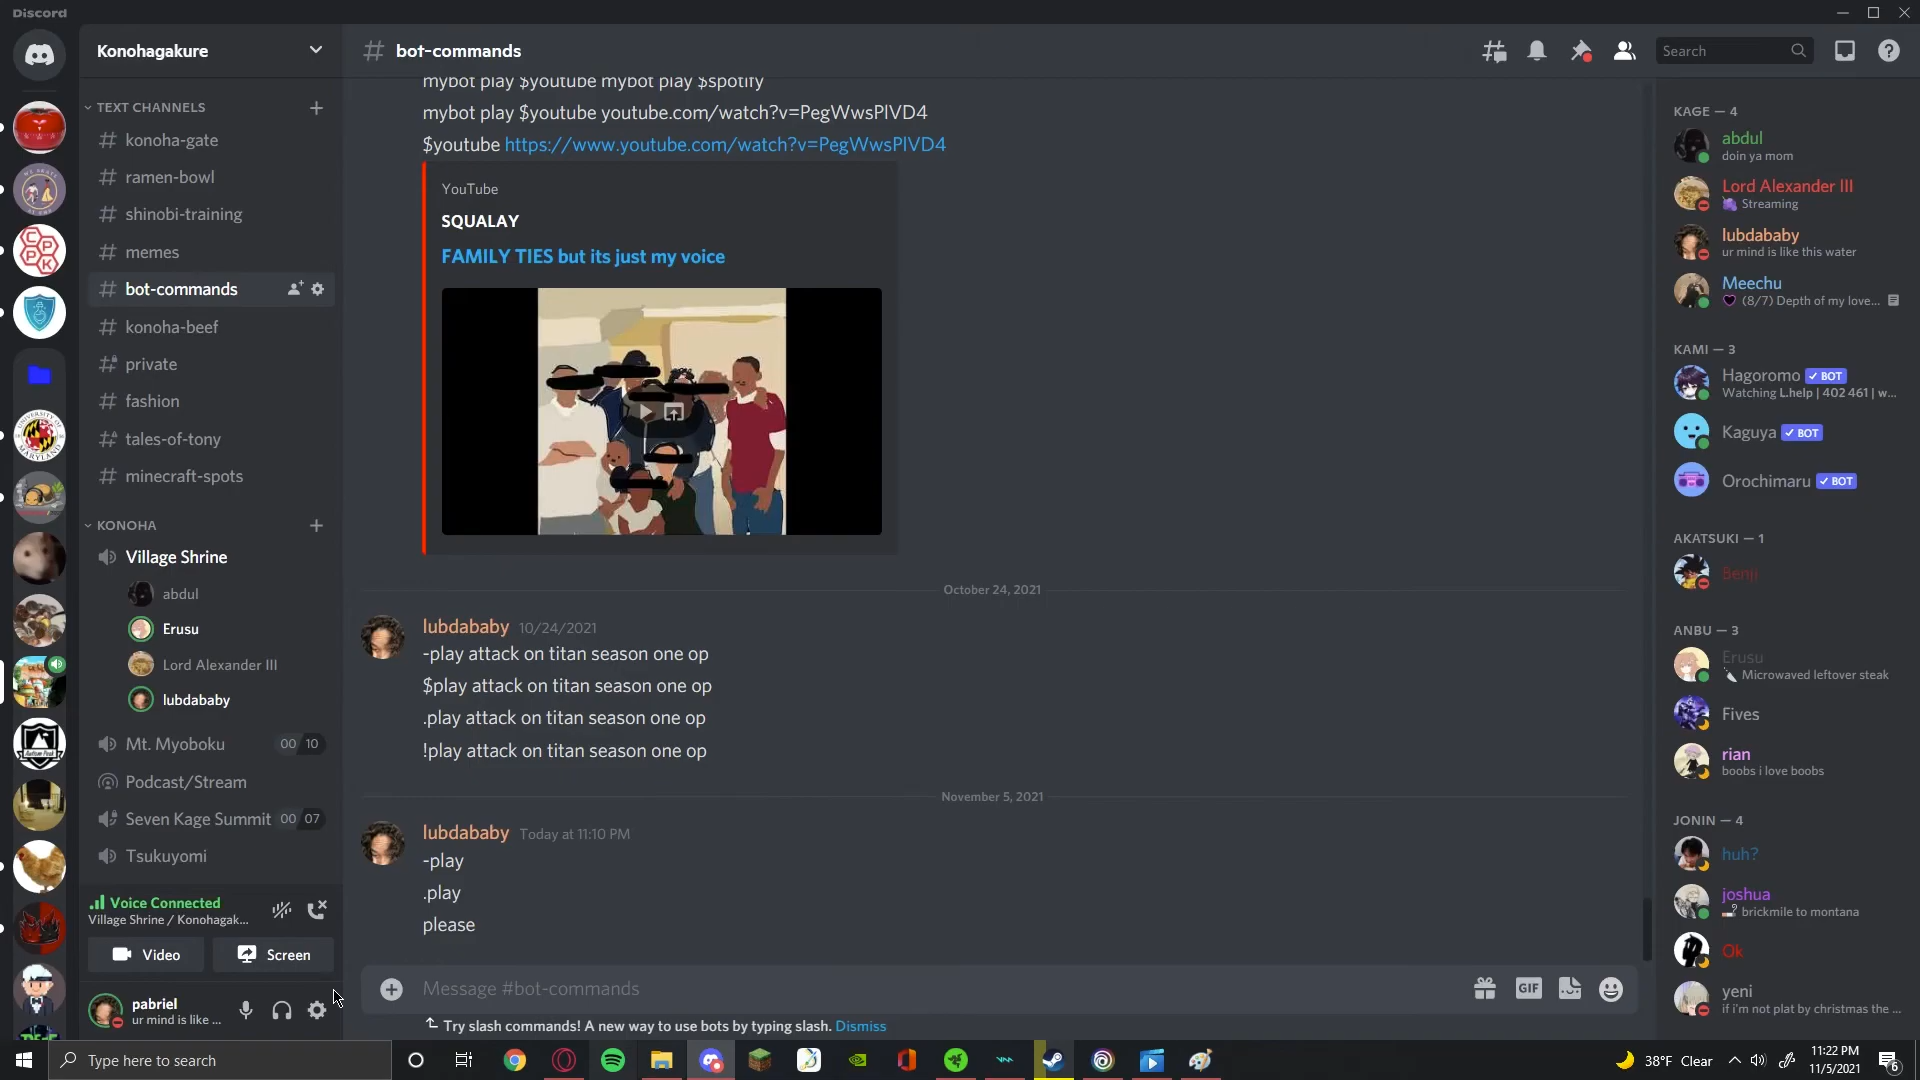 Discord
Konohagakure
# bot-commands
Search
TEXT CHANNELS
# konoha-gate
# ramen-bowl
# shinobi-training
# memes
# bot-commands
# konoha-beef
# private
# fashion
# tales-of-tony
# minecraft-spots
KONOHA
Village Shrine
abdul
Erusu
Lord Alexander III
lubdababy
Mt. Myoboku 00 10
Podcast/Stream
Seven Kage Summit 00 07
Tsukuyomi
Voice Connected
Village Shrine / Konohagak...
Video Screen
pabriel
ur mind is like ...
mybot play $youtube mybot play $spotify
mybot play $youtube youtube.com/watch?v=PegWwsPlVD4
$youtube https://www.youtube.com/watch?v=PegWwsPlVD4
YouTube
SQUALAY
FAMILY TIES but its just my voice
October 24, 2021
lubdababy 10/24/2021
-play attack on titan season one op
$play attack on titan season one op
.play attack on titan season one op
!play attack on titan season one op
November 5, 2021
lubdababy Today at 11:10 PM
-play
.play
please
Message #bot-commands
GIF
Try slash commands! A new way to use bots by typing slash. Dismiss
KAGE — 4
abdul
doin ya mom
Lord Alexander III
Streaming
lubdababy
ur mind is like this water
Meechu
(8/7) Depth of my love...
KAMI — 3
Hagoromo BOT
Watching L.help | 402 461 | w...
Kaguya BOT
Orochimaru BOT
AKATSUKI — 1
Benji
ANBU — 3
Erusu
Microwaved leftover steak
Fives
rian
boobs i love boobs
JONIN — 4
huh?
joshua
brickmile to montana
Ok
yeni
if i'm not plat by christmas the ...
Type here to search
38°F Clear
11:22 PM
11/5/2021
6